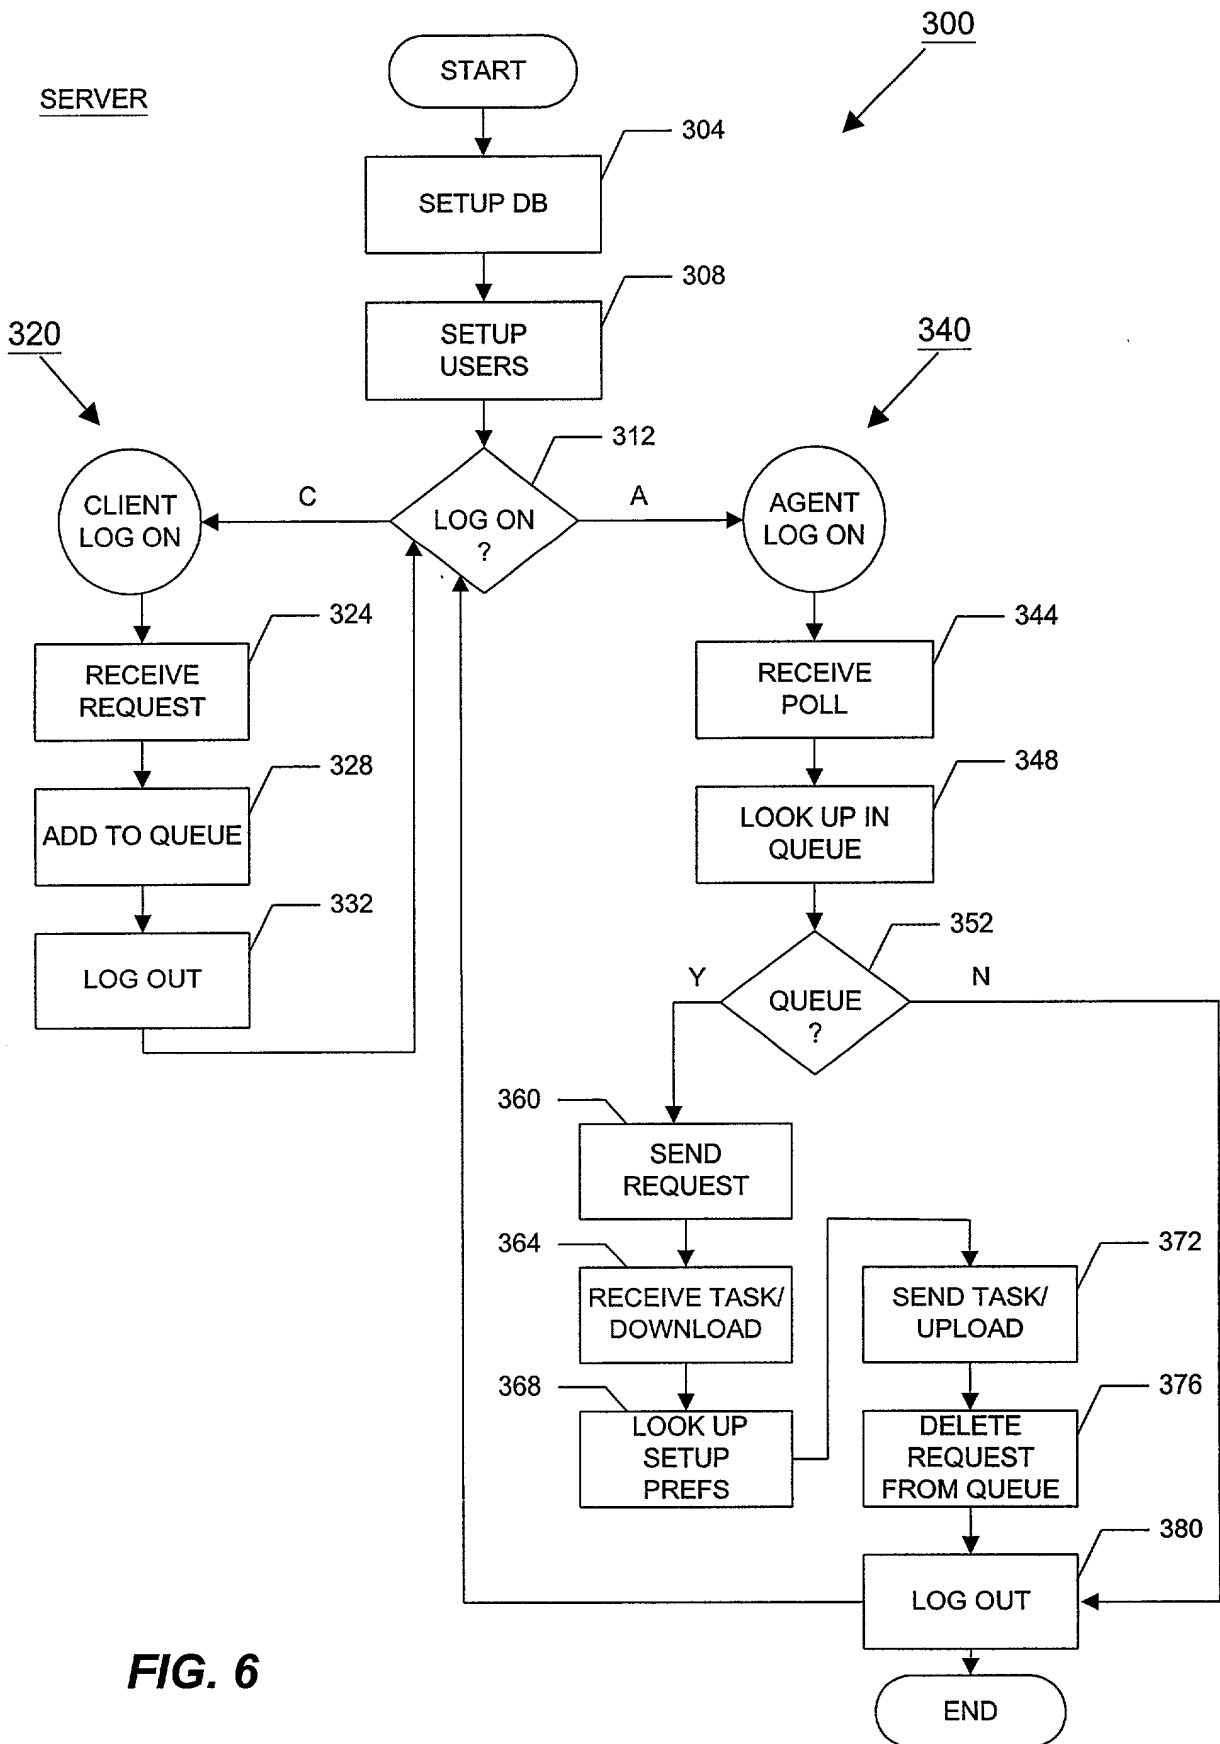 300
START
SERVER
304
SETUP DB
308
SETUP
USERS
320
340
312
C
LOG ON
?
A
CLIENT
LOG ON
AGENT
LOG ON
324
RECEIVE
REQUEST
344
RECEIVE
POLL
328
ADD TO QUEUE
348
LOOK UP IN
QUEUE
332
LOG OUT
352
Y
QUEUE
?
N
360
SEND
REQUEST
364
RECEIVE TASK/
DOWNLOAD
372
SEND TASK/
UPLOAD
368
LOOK UP
SETUP
PREFS
376
DELETE
REQUEST
FROM QUEUE
380
LOG OUT
FIG. 6
END